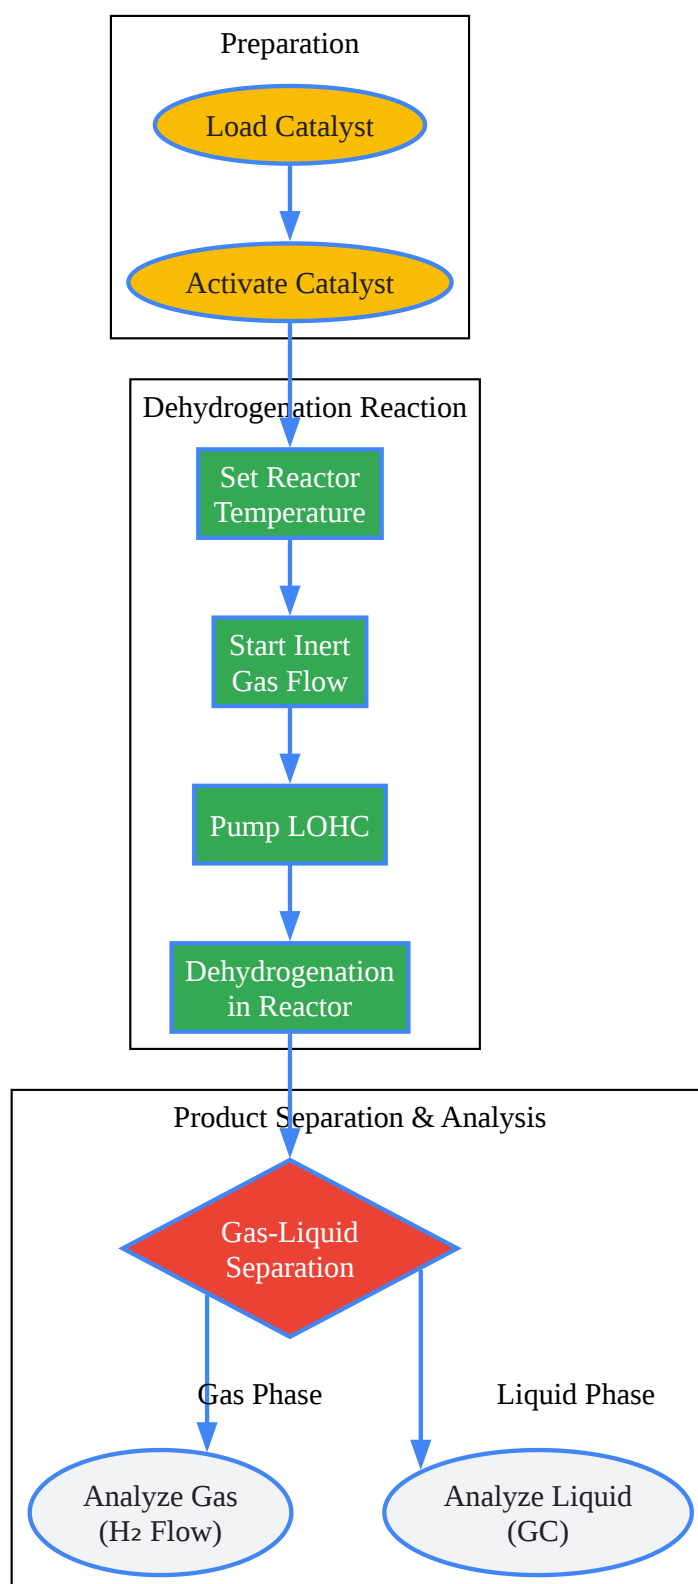 Preparation
Load Catalyst
Activate Catalyst
Dehydrogenation Reaction
Set Reactor
Temperature
Start Inert
Gas Flow
Pump LOHC
Dehydrogenation
in Reactor
Product Separation & Analysis
Gas-Liquid
Separation
Gas Phase
Liquid Phase
Analyze Gas
(H₂ Flow)
Analyze Liquid
(GC)